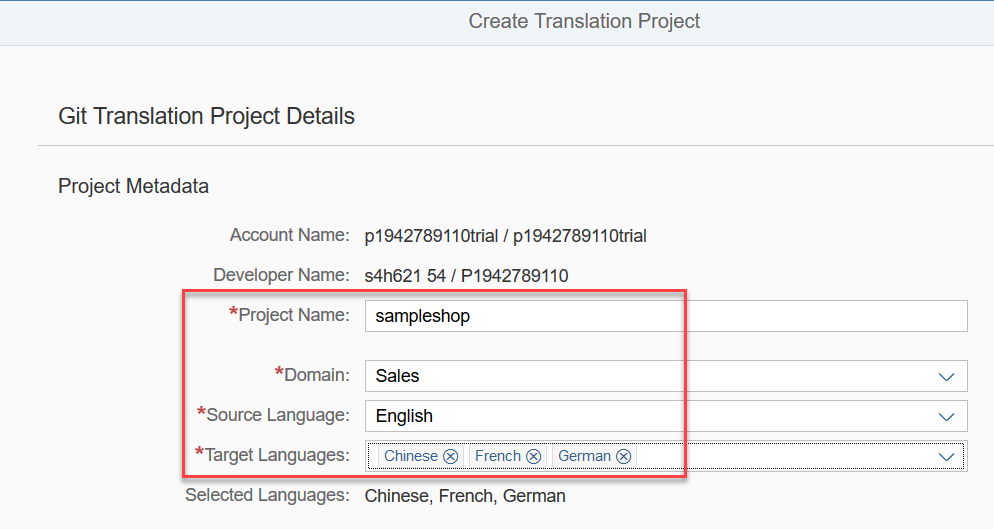 Create Translation Project
Git Translation Project Details
Project Metadata
Account Name: p1942789110trial / p1942789110trial
Developer Name: s4h621 54 / P1942789110
*Project Name: sampleshop
*Domain: Sales
*Source Language: English
*Target Languages: Chinese French German
Selected Languages: Chinese, French, German